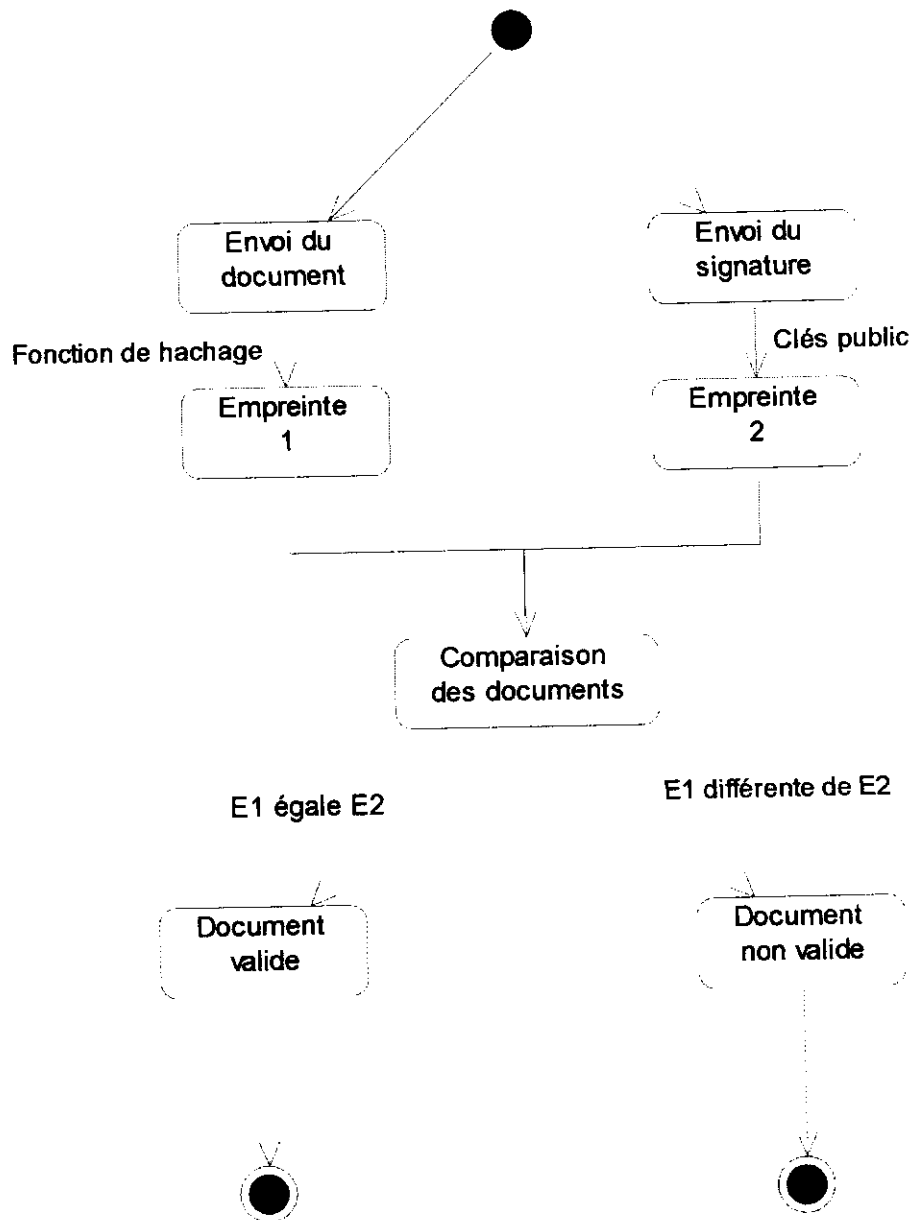 Envoi du
document
Envoi du
signature
Fonction de hachage
Clés public
Empreinte
1
Empreinte
2
Comparaison
des documents
E1 égale E2
E1 différente de E2
Document
valide
Document
non valide